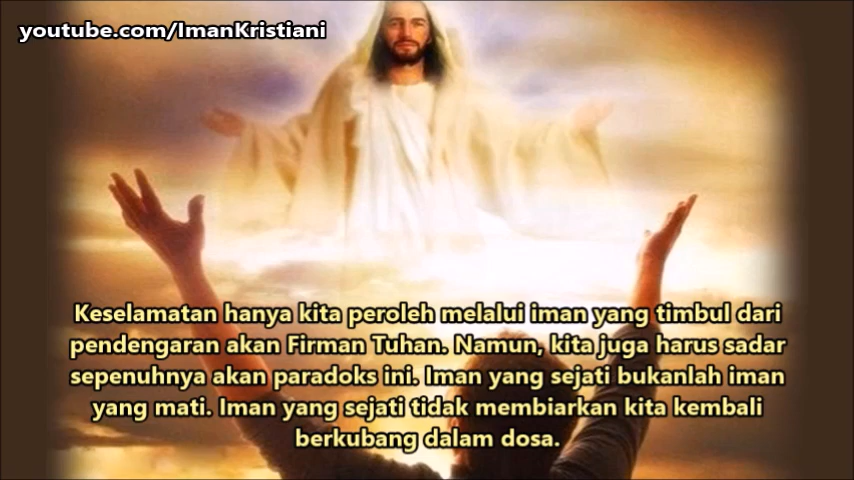 youtube.com/ImanKristiani
Keselamatan hanya kita peroleh melalui iman yang timbul dari
pendengaran akan Firman Tuhan. Namun, kita juga harus sadar
sepenuhnya akan paradoks ini. Iman yang sejati bukanlah iman
yang mati. Iman yang sejati tidak membiarkan kita kembali
berkubang dalam dosa.